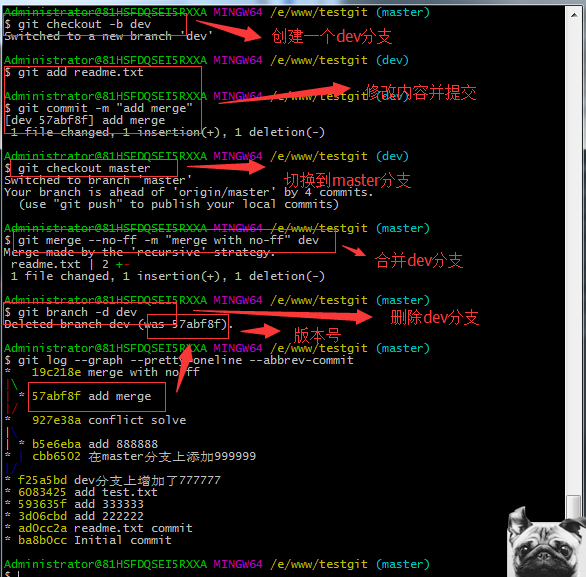 Administrator@81HSFDQSEI5RXXA MINGW64 /e/www/testgit (master)
$ git checkout -b dev
Switched to a new branch 'dev'
创建一个dev分支
Administrator@81HSFDQSEI5RXXA MINGW64 /e/www/testgit (dev)
$ git add readme.txt
修改内容并提交
Administrator@81HSFDQSEI5RXXA MINGW64 /e/www/testgit (dev)
$ git commit -m "add merge"
[dev 57abf8f] add merge
1 file changed, 1 insertion(+), 1 deletion(-)
Administrator@81HSFDQSEI5RXXA MINGW64 /e/www/testgit (dev)
$ git checkout master
Switched to branch 'master'
切换到master分支
Your branch is ahead of 'origin/master' by 4 commits.
(use "git push" to publish your local commits)
Administrator@81HSFDQSEI5RXXA MINGW64 /e/www/testgit (master)
$ git merge --no-ff -m "merge with no-ff" dev
Merge made by the 'recursive' strategy.
合并dev分支
readme.txt | 2 +-
1 file changed, 1 insertion(+), 1 deletion(-)
Administrator@81HSFDQSEI5RXXA MINGW64 /e/www/testgit (master)
$ git branch -d dev
删除dev分支
Deleted branch dev (was 57abf8f).
版本号
Administrator@81HSFDQSEI5RXXA MINGW64 /e/www/testgit (master)
$ git log --graph --pretty=oneline --abbrev-commit
*   19c218e merge with no-ff
|\
| * 57abf8f add merge
|/
*   927e38a conflict solve
|\
| * b5e6eba add 888888
* | cbb6502 在master分支上添加999999
|/
* f25a5bd dev分支上增加了777777
* 6083425 add test.txt
* 593635f add 333333
* 3d06cbd add 222222
* ad0cc2a readme.txt commit
* ba8b0cc Initial commit
Administrator@81HSFDQSEI5RXXA MINGW64 /e/www/testgit (master)
$